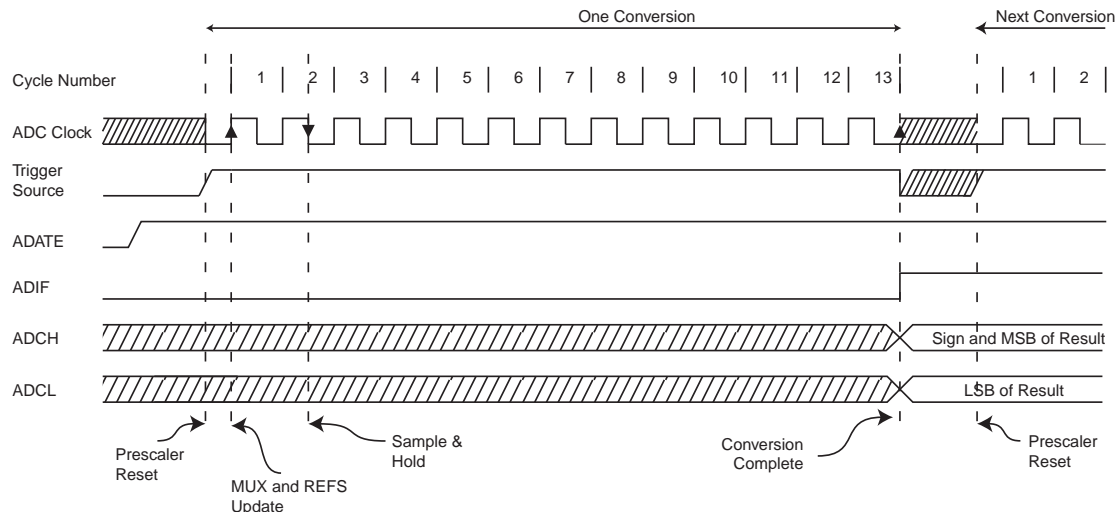 One Conversion
Next Conversion
Cycle Number
1 2 3 4 5 6 7 8 9 10 11 12 13 1 2
ADC Clock
Trigger
Source
ADATE
ADIF
ADCH
Sign and MSB of Result
ADCL
LSB of Result
Prescaler
Reset
MUX and REFS
Update
Sample &
Hold
Conversion
Complete
Prescaler
Reset